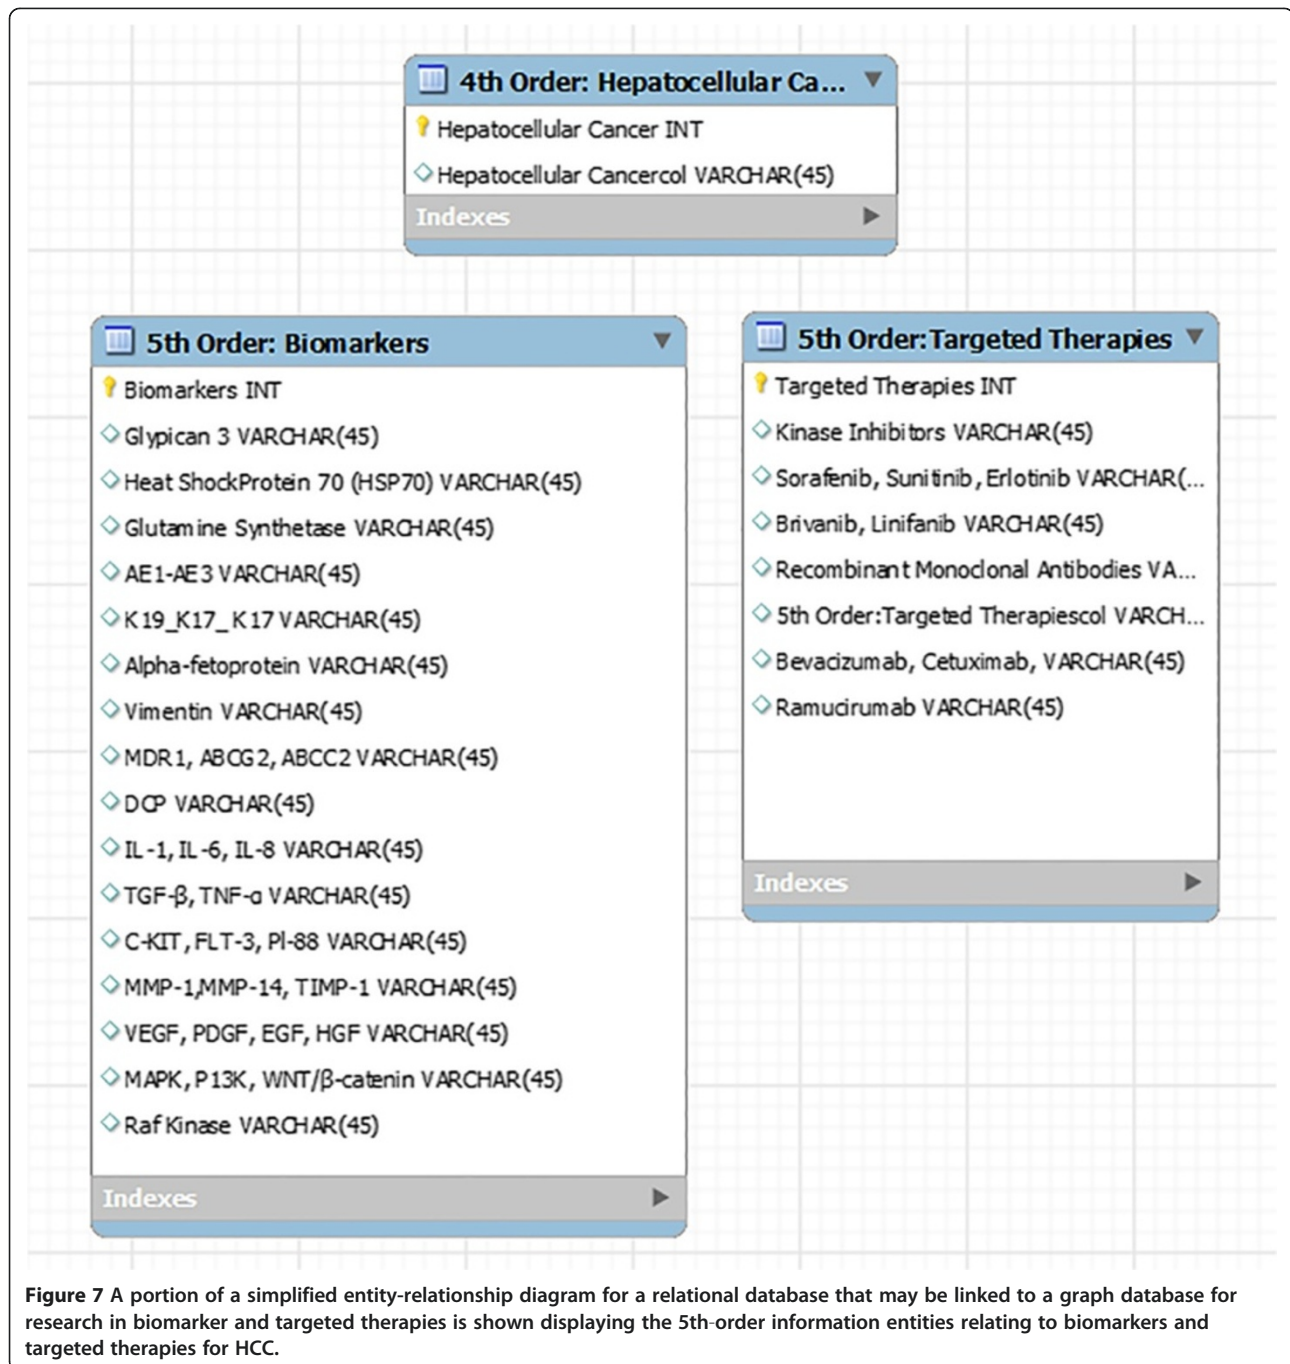 4th Order: Hepatocellular Ca...
Hepatocellular Cancer INT
Hepatocellular Cancercol VARCHAR(45)
Indexes
5th Order: Biomarkers
Biomarkers INT
Glypican 3 VARCHAR(45)
Heat ShockProtein 70 (HSP70) VARCHAR(45)
Glutamine Synthetase VARCHAR(45)
AE1-AE3 VARCHAR(45)
K19_K17_K17 VARCHAR(45)
Alpha-fetoprotein VARCHAR(45)
Vimentin VARCHAR(45)
MDR1, ABCG2, ABCC2 VARCHAR(45)
DCP VARCHAR(45)
IL-1, IL-6, IL-8 VARCHAR(45)
TGF-β, TNF-α VARCHAR(45)
C-KIT, FLT-3, Pl-88 VARCHAR(45)
MMP-1,MMP-14, TIMP-1 VARCHAR(45)
VEGF, PDGF, EGF, HGF VARCHAR(45)
MAPK, P13K, WNT/β-catenin VARCHAR(45)
Raf Kinase VARCHAR(45)
Indexes
5th Order:Targeted Therapies
Targeted Therapies INT
Kinase Inhibitors VARCHAR(45)
Sorafenib, Sunitinib, Erlotinib VARCHAR(...
Brivanib, Linifanib VARCHAR(45)
Recombinant Monoclonal Antibodies VA...
5th Order:Targeted Therapiescol VARCH...
Bevacizumab, Cetuximab, VARCHAR(45)
Ramucirumab VARCHAR(45)
Indexes
Figure 7 A portion of a simplified entity-relationship diagram for a relational database that may be linked to a graph database for
research in biomarker and targeted therapies is shown displaying the 5th-order information entities relating to biomarkers and
targeted therapies for HCC.